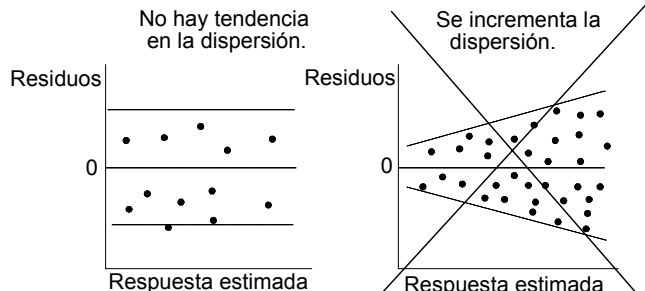 No hay tendencia
en la dispersión.
Residuos
0
Respuesta estimada
Se incrementa la
dispersión.
Residuos
0
Respuesta estimada